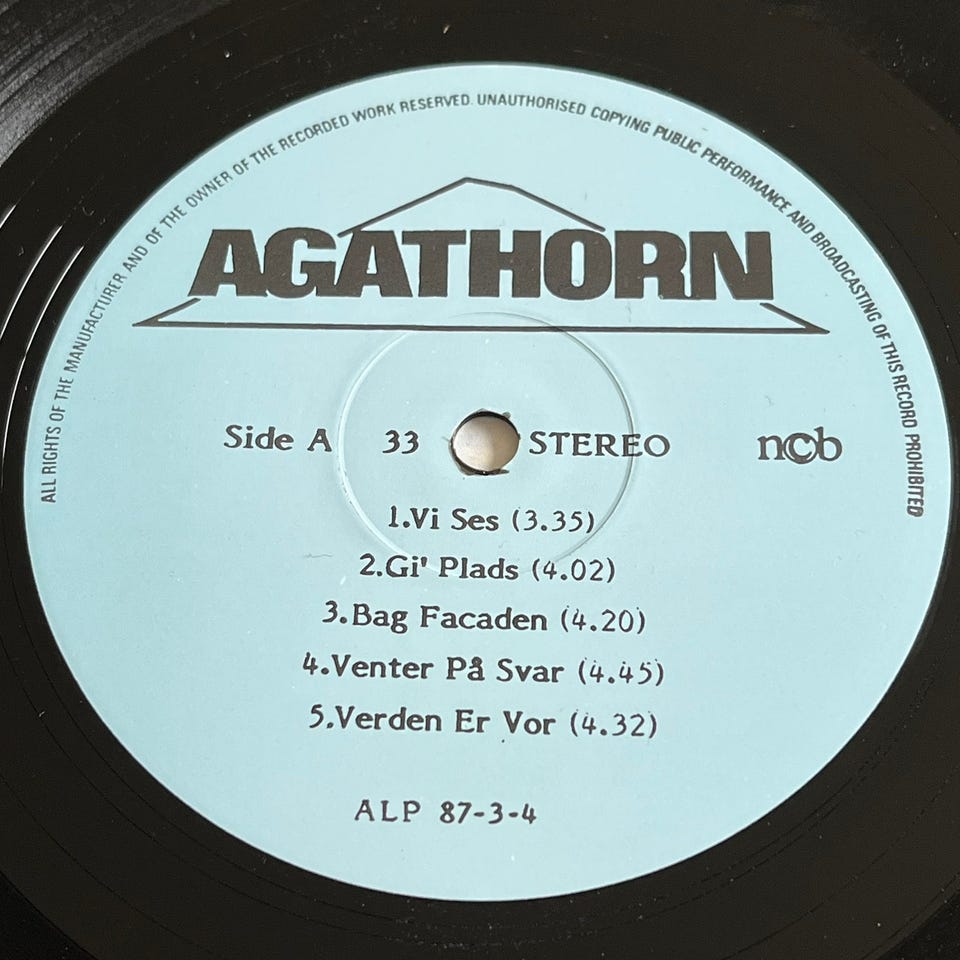 ALL RIGHTS OF THE MANUFACTURER AND OF THE OWNER OF THE RECORDED WORK RESERVED. UNAUTHORISED COPYING PUBLIC PERFORMANCE AND BROADCASTING OF THIS RECORD PROHIBITED
AGATHORN
Side A 33 STEREO ncb
1.Vi Ses (3.35)
2.Gi' Plads (4.02)
3.Bag Facaden (4.20)
4.Venter På Svar (4.45)
5.Verden Er Vor (4.32)
ALP 87-3-4